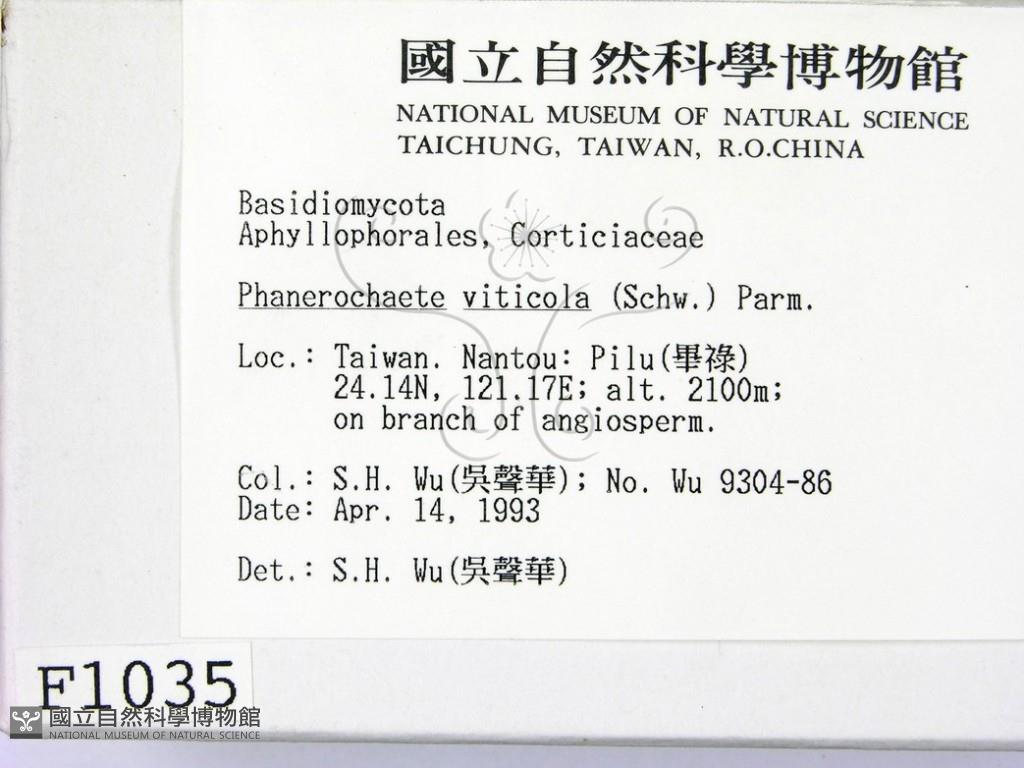 國立自然科學博物館
NATIONAL MUSEUM OF NATURAL SCIENCE
TAICHUNG, TAIWAN, R.O.CHINA
Basidiomycota
Aphyllophorales, Corticiaceae
Phanerochaete viticola (Schw.) Parm.
Loc.: Taiwan. Nantou: Pilu(畢祿)
24.14N, 121.17E; alt. 2100m;
on branch of angiosperm.
Col.: S.H. Wu(吳聲華); No. Wu 9304-86
Date: Apr. 14, 1993
Det.: S.H. Wu(吳聲華)
F1035
國立自然科學博物館
NATIONAL MUSEUM OF NATURAL SCIENCE